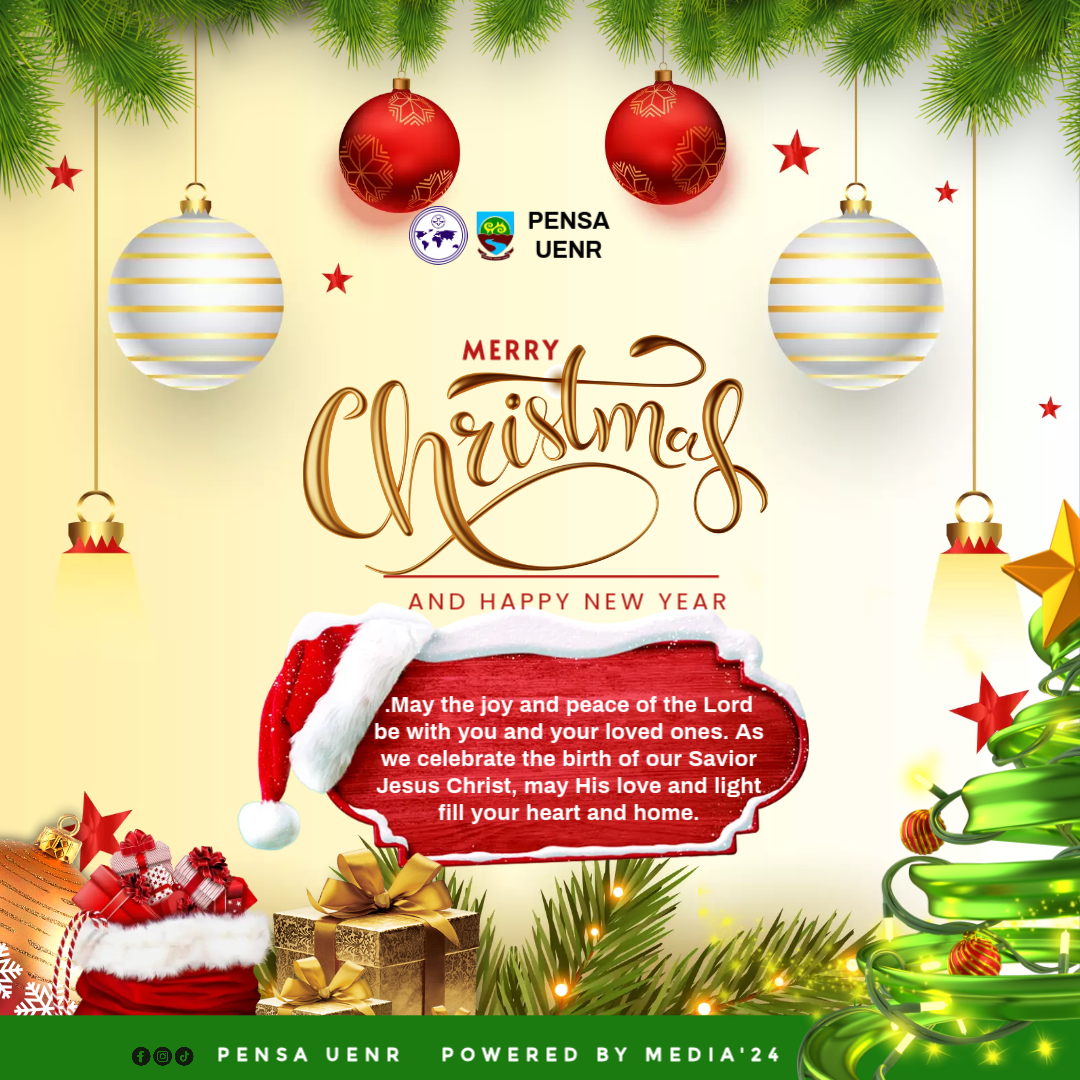 PENSA
UENR
MERRY
Christmas
AND HAPPY NEW YEAR
.May the joy and peace of the Lord
be with you and your loved ones. As
we celebrate the birth of our Savior
Jesus Christ, may His love and light
fill your heart and home.
PENSA UENR POWERED BY MEDIA'24